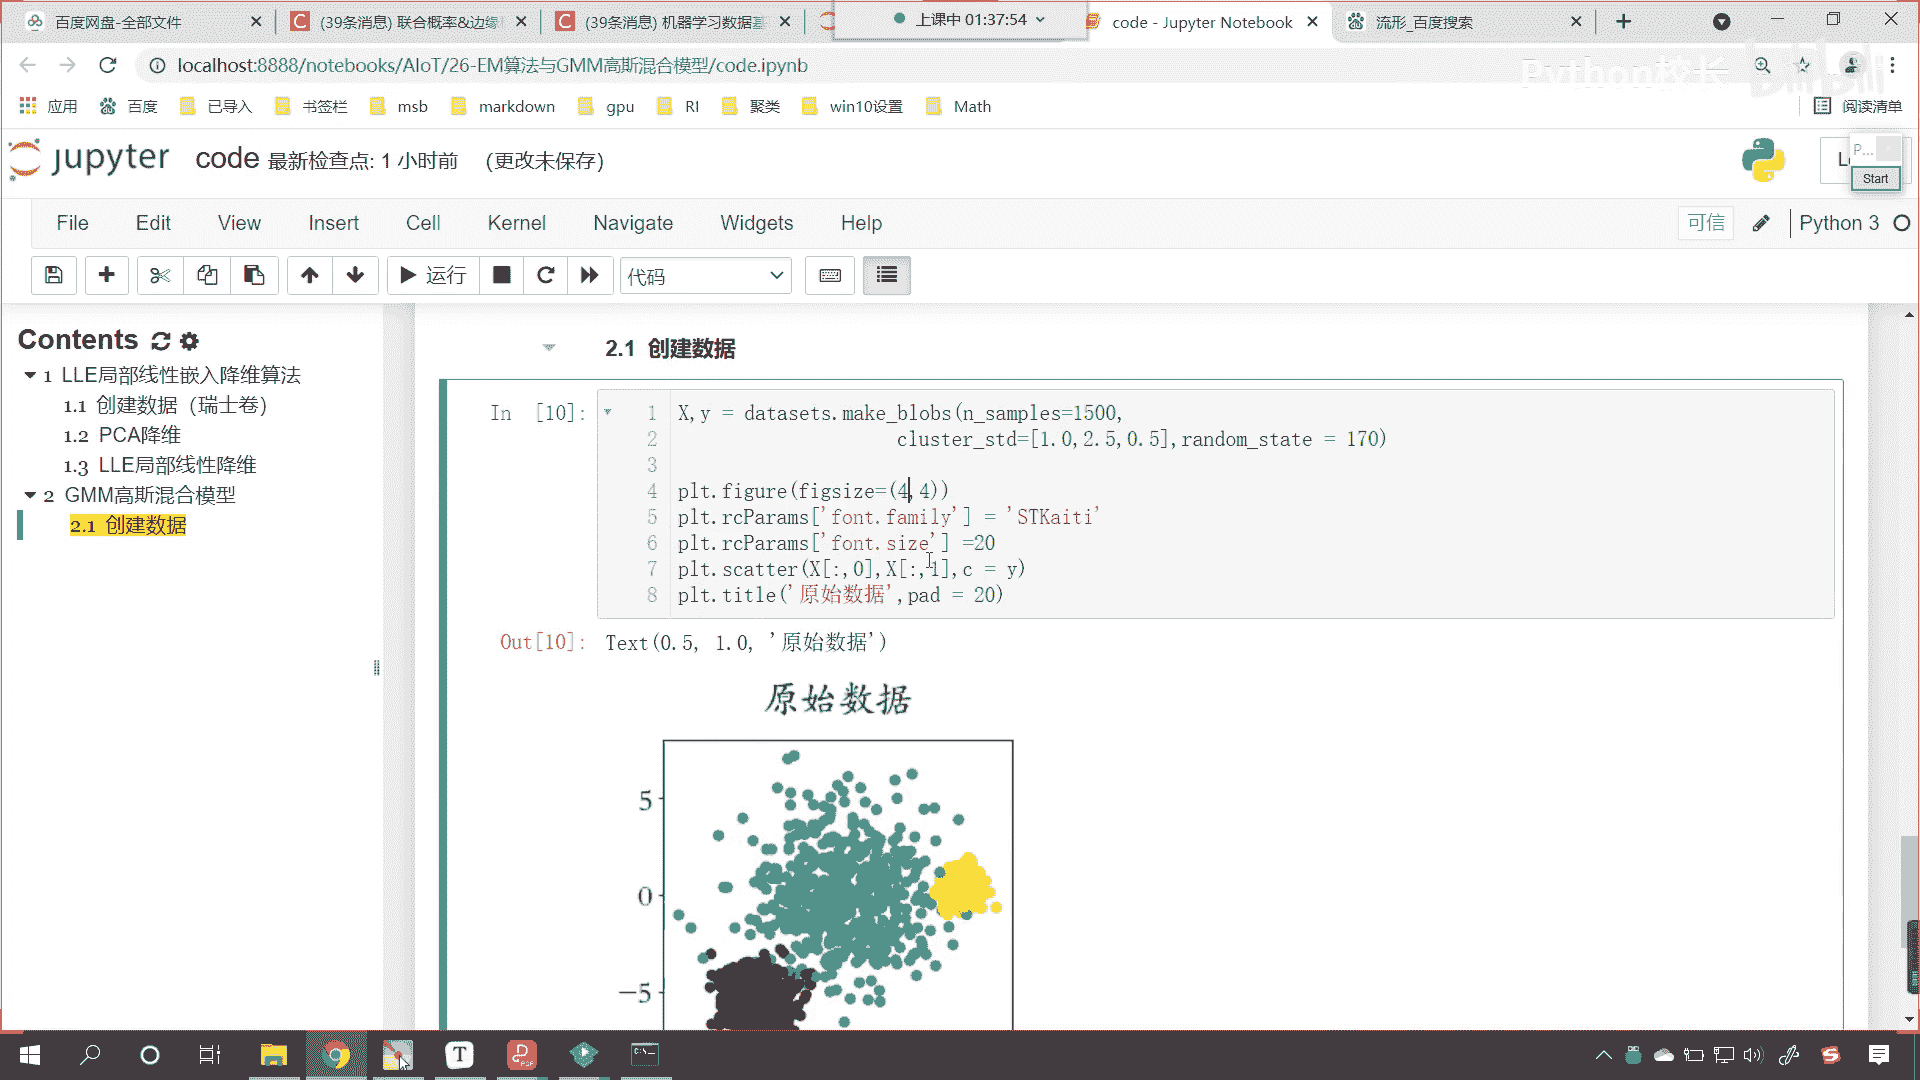 百度网盘-全部文件
(39条消息) 联合概率&边缘
(39条消息) 机器学习数据基
上课中 01:37:54
code - Jupyter Notebook
流形_百度搜索
localhost:8888/notebooks/AIoT/26-EM算法与GMM高斯混合模型/code.ipynb
Python校长
bilibili
应用
百度
已导入
书签栏
msb
markdown
gpu
RI
聚类
win10设置
Math
阅读清单
jupyter code 最新检查点: 1 小时前 (更改未保存)
P...
Start
File Edit View Insert Cell Kernel Navigate Widgets Help
可信
Python 3
运行
代码
Contents
1 LLE局部线性嵌入降维算法
1.1 创建数据（瑞士卷）
1.2 PCA降维
1.3 LLE局部线性降维
2 GMM高斯混合模型
2.1 创建数据
2.1 创建数据
In [10]:
1 X,y = datasets.make_blobs(n_samples=1500,
2 cluster_std=[1.0,2.5,0.5],random_state = 170)
3
4 plt.figure(figsize=(4,4))
5 plt.rcParams['font.family'] = 'STKaiti'
6 plt.rcParams['font.size'] =20
7 plt.scatter(X[:,0],X[:,1],c = y)
8 plt.title('原始数据',pad = 20)
Out[10]: Text(0.5, 1.0, '原始数据')
原始数据
5
0
−5